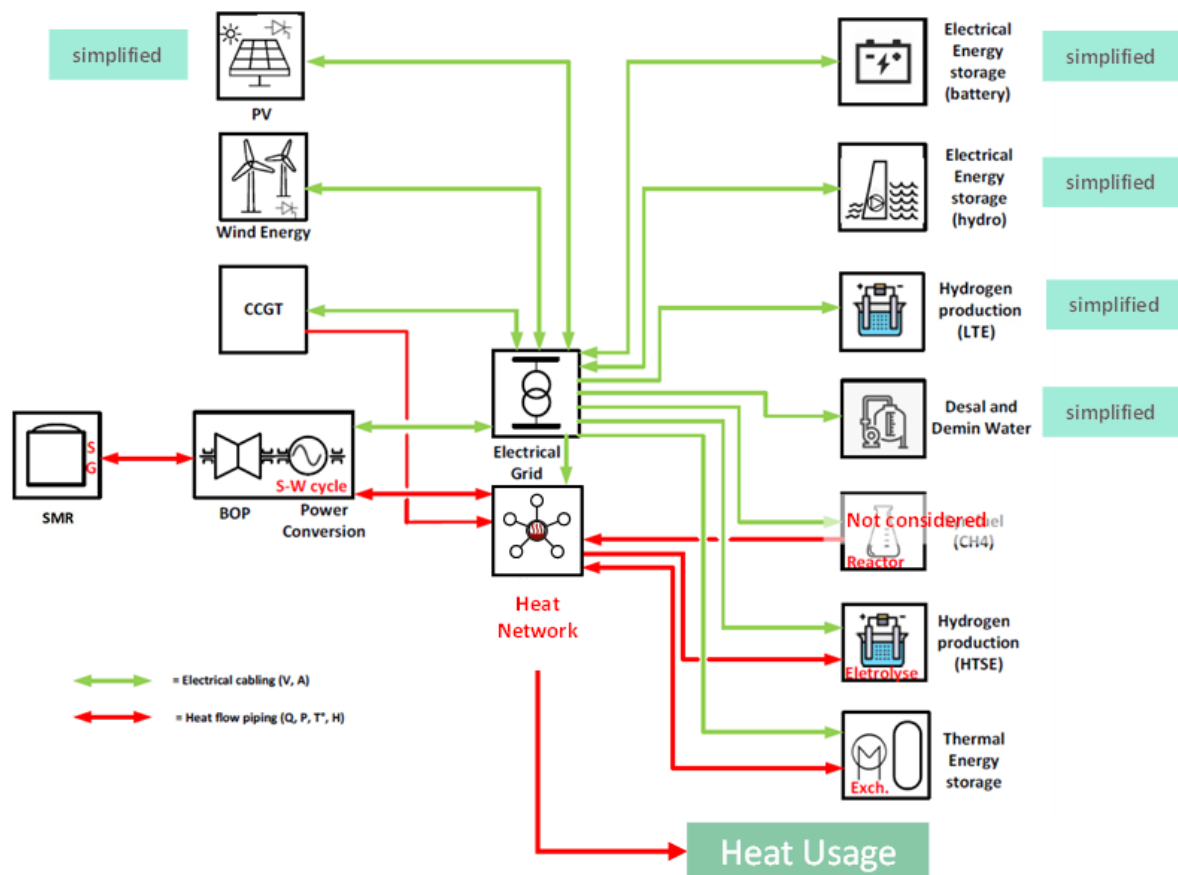 simplified
PV
Wind Energy
CCGT
S
G
SMR
S-W cycle
BOP
Power
Conversion
Electrical
Grid
Heat
Network
= Electrical cabling (V, A)
= Heat flow piping (Q, P, T°, H)
Electrical
Energy
storage
(battery)
simplified
Electrical
Energy
storage
(hydro)
simplified
Hydrogen
production
(LTE)
simplified
Desal and
Demin Water
simplified
Not considered
(CH4)
Reactor
Hydrogen
production
(HTSE)
Eletrolyse
Thermal
Energy
storage
Exch.
Heat Usage